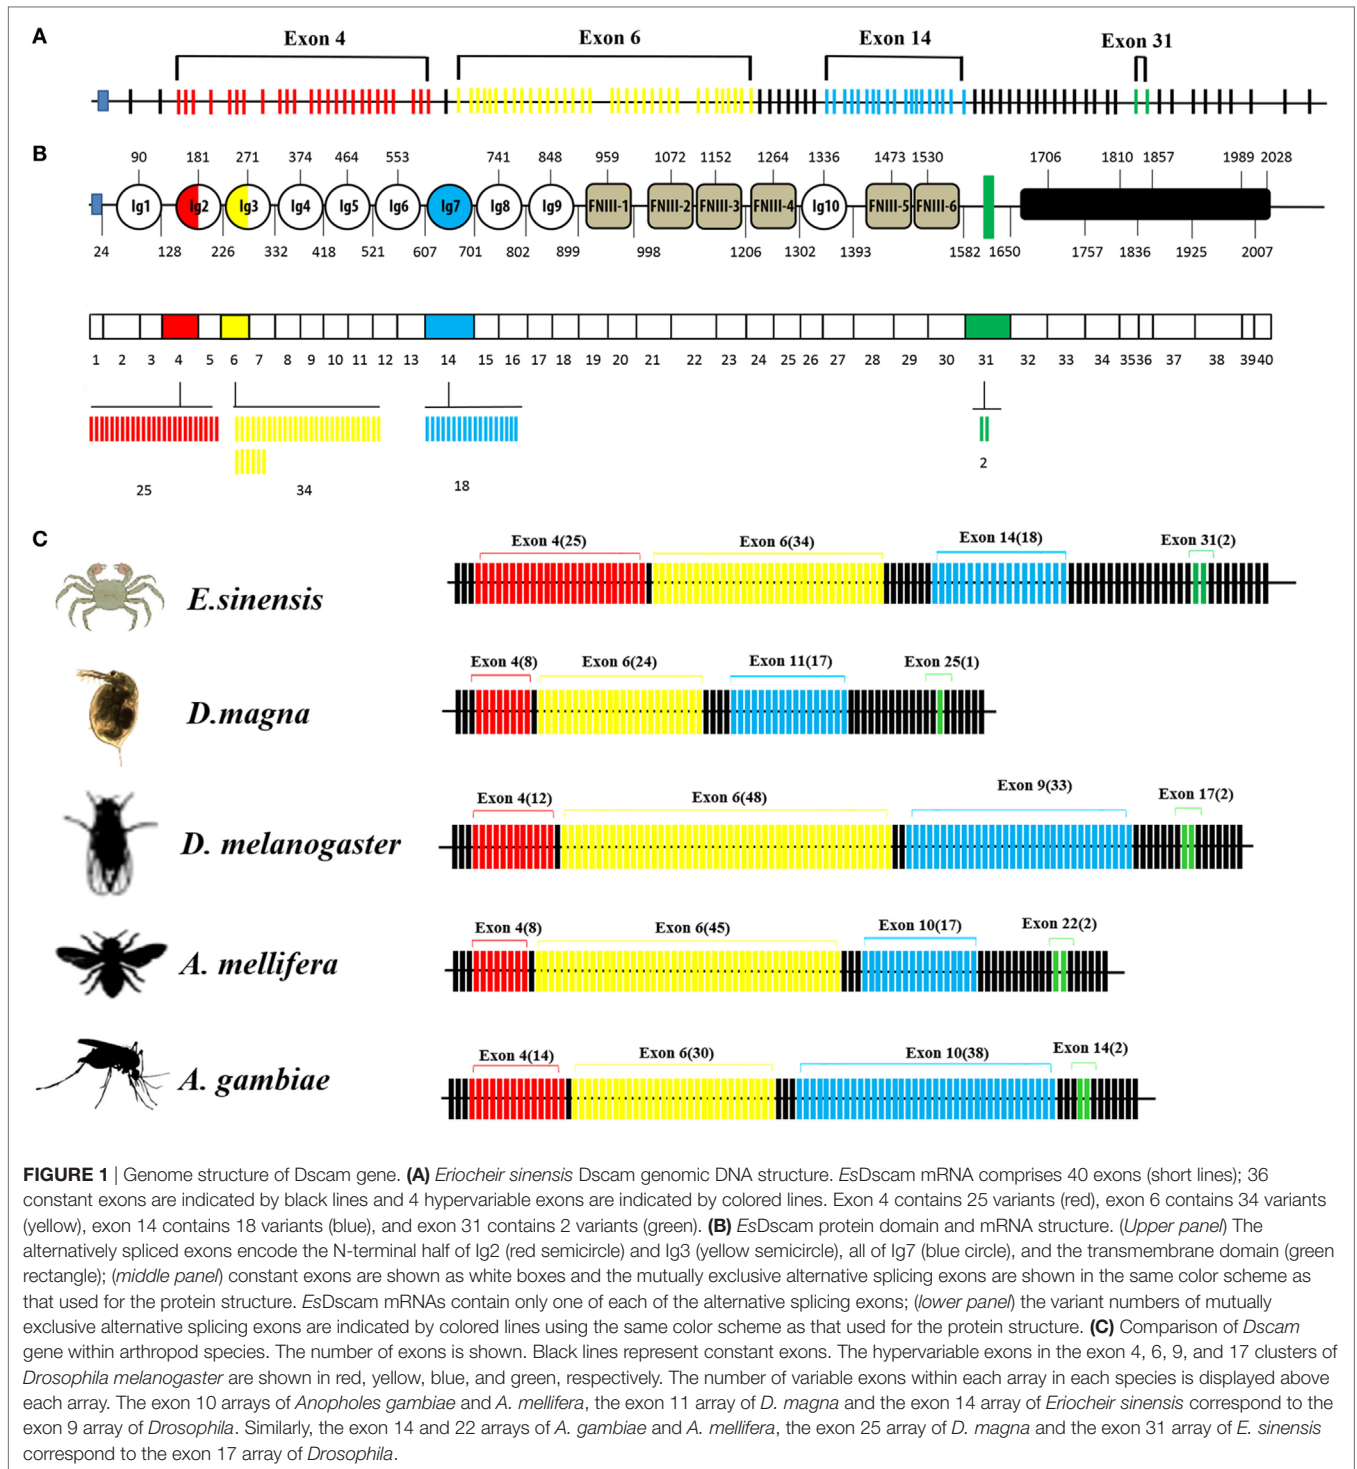 A
Exon 4
Exon 6
Exon 14
Exon 31
B
90 181 271 374 464 553 741 848 959 1072 1152 1264 1336 1473 1530 1706 1810 1857 1989 2028
Ig1 Ig2 Ig3 Ig4 Ig5 Ig6 Ig7 Ig8 Ig9 FNIII-1 FNIII-2 FNIII-3 FNIII-4 Ig10 FNIII-5 FNIII-6
24 128 226 332 418 521 607 701 802 899 998 1206 1302 1393 1582 1650 1757 1836 1925 2007
1 2 3 4 5 6 7 8 9 10 11 12 13 14 15 16 17 18 19 20 21 22 23 24 25 26 27 28 29 30 31 32 33 34 35 36 37 38 39 40
25 34 18 2
C
Exon 4(25) Exon 6(34) Exon 14(18) Exon 31(2)
E.sinensis
Exon 4(8) Exon 6(24) Exon 11(17) Exon 25(1)
D.magna
Exon 4(12) Exon 6(48) Exon 9(33) Exon 17(2)
D. melanogaster
Exon 4(8) Exon 6(45) Exon 10(17) Exon 22(2)
A. mellifera
Exon 4(14) Exon 6(30) Exon 10(38) Exon 14(2)
A. gambiae
FIGURE 1 | Genome structure of Dscam gene. (A) Eriocheir sinensis Dscam genomic DNA structure. EsDscam mRNA comprises 40 exons (short lines); 36
constant exons are indicated by black lines and 4 hypervariable exons are indicated by colored lines. Exon 4 contains 25 variants (red), exon 6 contains 34 variants
(yellow), exon 14 contains 18 variants (blue), and exon 31 contains 2 variants (green). (B) EsDscam protein domain and mRNA structure. (Upper panel) The
alternatively spliced exons encode the N-terminal half of Ig2 (red semicircle) and Ig3 (yellow semicircle), all of Ig7 (blue circle), and the transmembrane domain (green
rectangle); (middle panel) constant exons are shown as white boxes and the mutually exclusive alternative splicing exons are shown in the same color scheme as
that used for the protein structure. EsDscam mRNAs contain only one of each of the alternative splicing exons; (lower panel) the variant numbers of mutually
exclusive alternative splicing exons are indicated by colored lines using the same color scheme as that used for the protein structure. (C) Comparison of Dscam
gene within arthropod species. The number of exons is shown. Black lines represent constant exons. The hypervariable exons in the exon 4, 6, 9, and 17 clusters of
Drosophila melanogaster are shown in red, yellow, blue, and green, respectively. The number of variable exons within each array in each species is displayed above
each array. The exon 10 arrays of Anopholes gambiae and A. mellifera, the exon 11 array of D. magna and the exon 14 array of Eriocheir sinensis correspond to the
exon 9 array of Drosophila. Similarly, the exon 14 and 22 arrays of A. gambiae and A. mellifera, the exon 25 array of D. magna and the exon 31 array of E. sinensis
correspond to the exon 17 array of Drosophila.